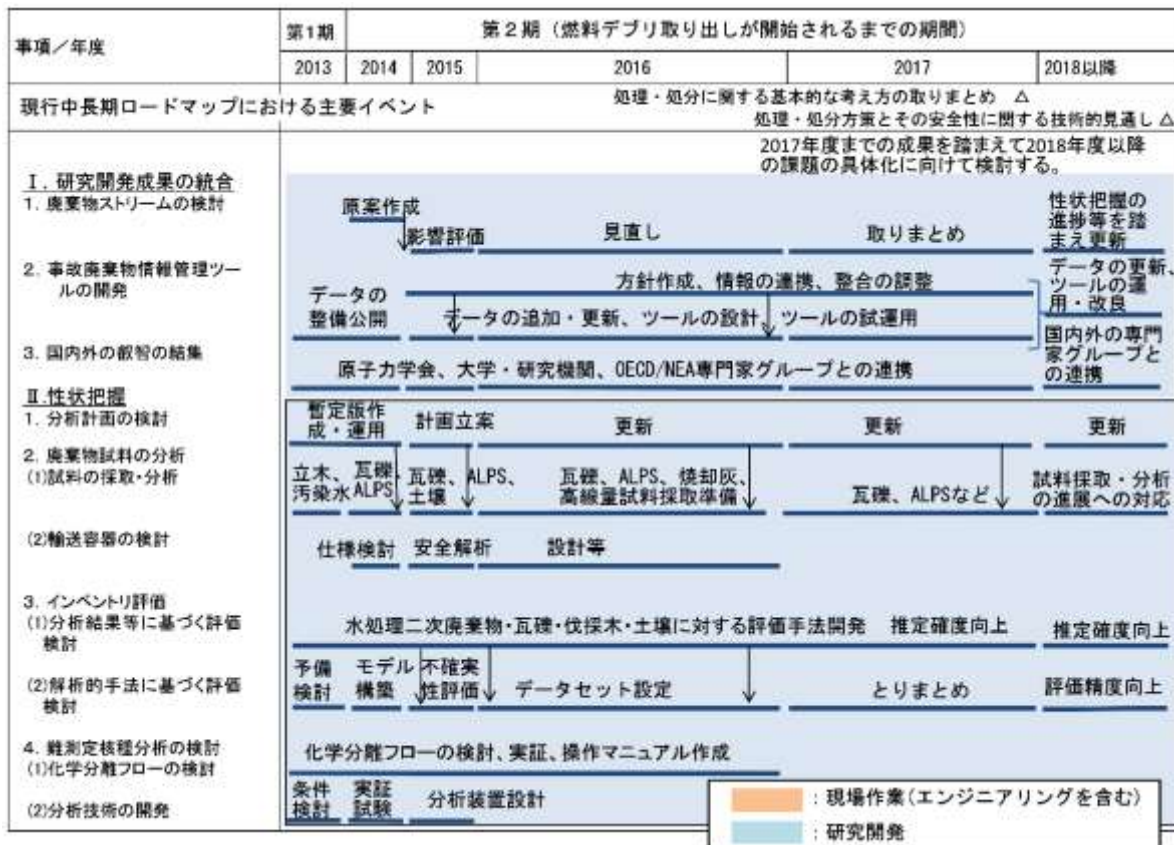 事項／年度
第1期
第２期（燃料デブリ取り出しが開始されるまでの期間）
2013
2014
2015
2016
2017
2018以降
現行中長期ロードマップにおける主要イベント
処理・処分に関する基本的な考え方の取りまとめ △
処理・処分方策とその安全性に関する技術的見通し △
2017年度までの成果を踏まえて2018年度以降
の課題の具体化に向けて検討する。
Ⅰ. 研究開発成果の統合
1. 廃棄物ストリームの検討
原案作成
影響評価
見直し
取りまとめ
性状把握の
進捗等を踏
まえ更新
2. 事故廃棄物情報管理ツー
ルの開発
データの
整備公開
方針作成、情報の連携、整合の調整
データの追加・更新、ツールの設計
ツールの試運用
データの更新、
ツールの運
用・改良
3. 国内外の叡智の結集
原子力学会、大学・研究機関、OECD/NEA専門家グループとの連携
国内外の専門
家グループと
の連携
Ⅱ.性状把握
1. 分析計画の検討
暫定版作
成・運用
計画立案
更新
更新
更新
2. 廃棄物試料の分析
(1)試料の採取・分析
立木、
汚染水
瓦礫・
ALPS
瓦礫、ALPS、
土壌
瓦礫、ALPS、焼却灰、
高線量試料採取準備
瓦礫、ALPSなど
試料採取・分析
の進展への対応
(2)輸送容器の検討
仕様検討
安全解析
設計等
3. インベントリ評価
(1)分析結果等に基づく評価
検討
水処理二次廃棄物・瓦礫・伐採木・土壌に対する評価手法開発
推定確度向上
推定確度向上
(2)解析的手法に基づく評価
検討
予備
検討
モデル
構築
不確実
性評価
データセット設定
とりまとめ
評価精度向上
4. 難測定核種分析の検討
(1)化学分離フローの検討
化学分離フローの検討、実証、操作マニュアル作成
(2)分析技術の開発
条件
検討
実証
試験
分析装置設計
：現場作業(エンジニアリングを含む)
：研究開発